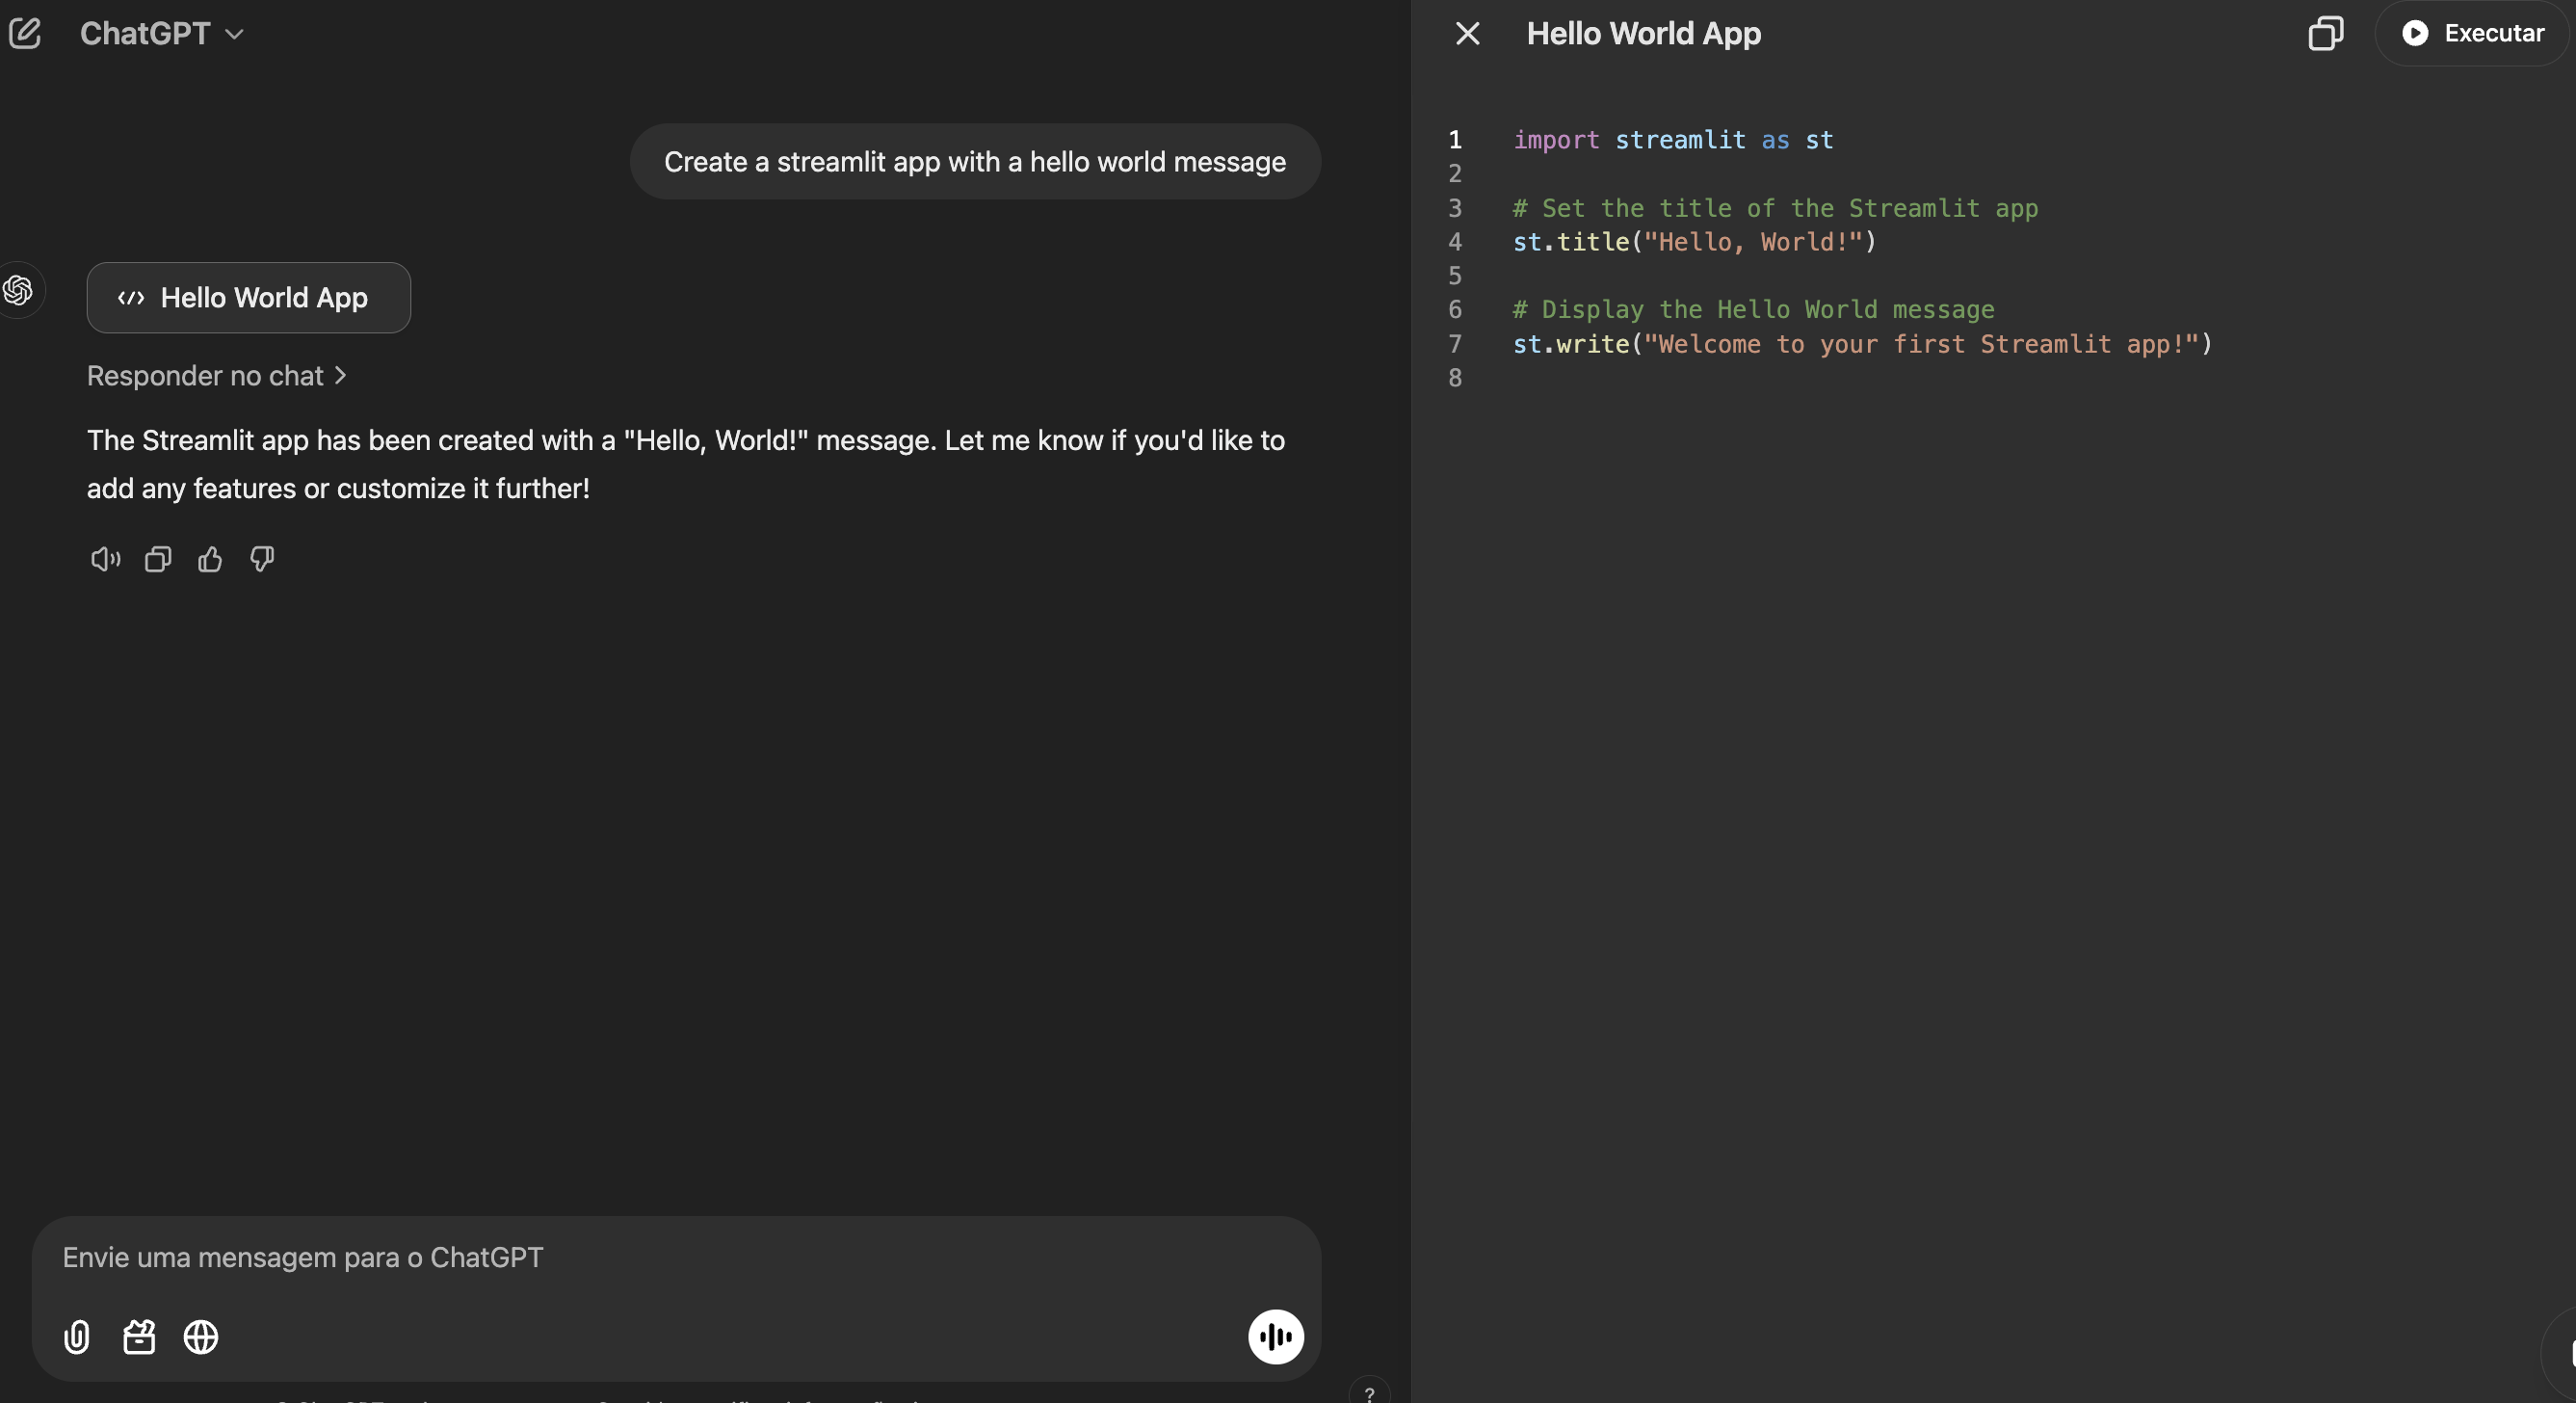 ChatGPT
Create a streamlit app with a hello world message
Hello World App
Responder no chat
The Streamlit app has been created with a "Hello, World!" message. Let me know if you'd like to
add any features or customize it further!
Envie uma mensagem para o ChatGPT
?
Hello World App
Executar
1 import streamlit as st
2
3 # Set the title of the Streamlit app
4 st.title("Hello, World!")
5
6 # Display the Hello World message
7 st.write("Welcome to your first Streamlit app!")
8